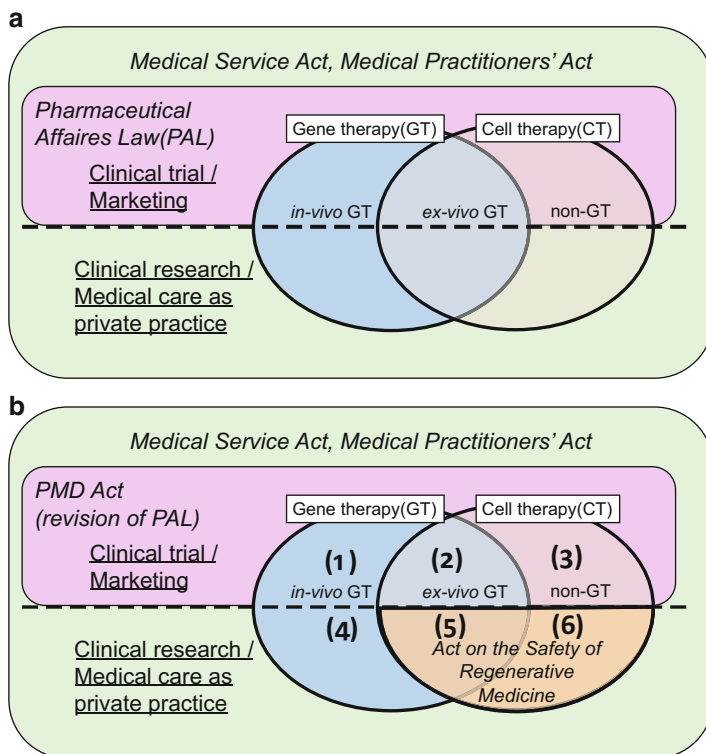 a
Medical Service Act, Medical Practitioners’ Act
Pharmaceutical
Affaires Law(PAL)
Gene therapy(GT)
Cell therapy(CT)
Clinical trial /
Marketing
in-vivo GT
ex-vivo GT
non-GT
Clinical research /
Medical care as
private practice
b
Medical Service Act, Medical Practitioners’ Act
PMD Act
(revision of PAL)
Gene therapy(GT)
Cell therapy(CT)
Clinical trial /
Marketing
(1)
(2)
(3)
in-vivo GT
ex-vivo GT
non-GT
(4)
(5)
(6)
Clinical research /
Medical care as
private practice
Act on the Safety of
Regenerative
Medicine